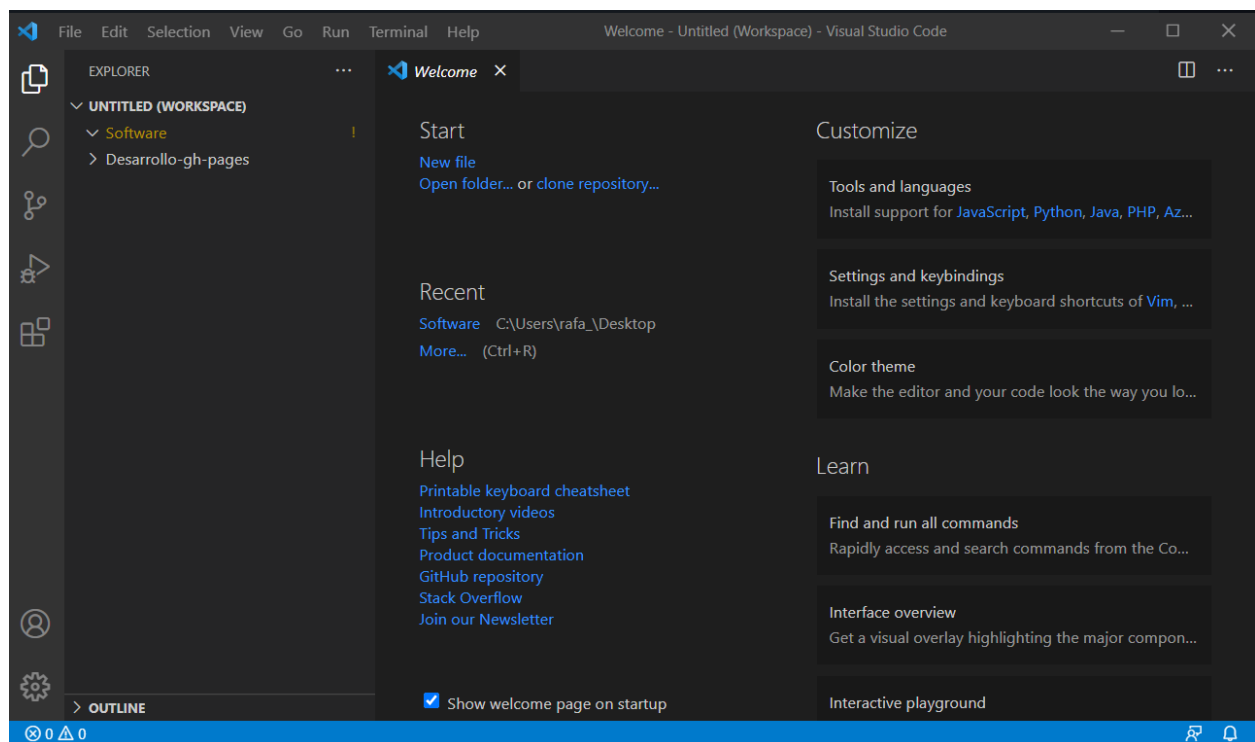 File Edit Selection View Go Run Terminal Help Welcome - Untitled (Workspace) - Visual Studio Code
EXPLORER
UNTITLED (WORKSPACE)
Software !
Desarrollo-gh-pages
OUTLINE
Welcome
Start
New file
Open folder... or clone repository...
Recent
Software C:\Users\rafa_\Desktop
More... (Ctrl+R)
Help
Printable keyboard cheatsheet
Introductory videos
Tips and Tricks
Product documentation
GitHub repository
Stack Overflow
Join our Newsletter
Show welcome page on startup
Customize
Tools and languages
Install support for JavaScript, Python, Java, PHP, Az...
Settings and keybindings
Install the settings and keyboard shortcuts of Vim, ...
Color theme
Make the editor and your code look the way you lo...
Learn
Find and run all commands
Rapidly access and search commands from the Co...
Interface overview
Get a visual overlay highlighting the major compon...
Interactive playground
0 0